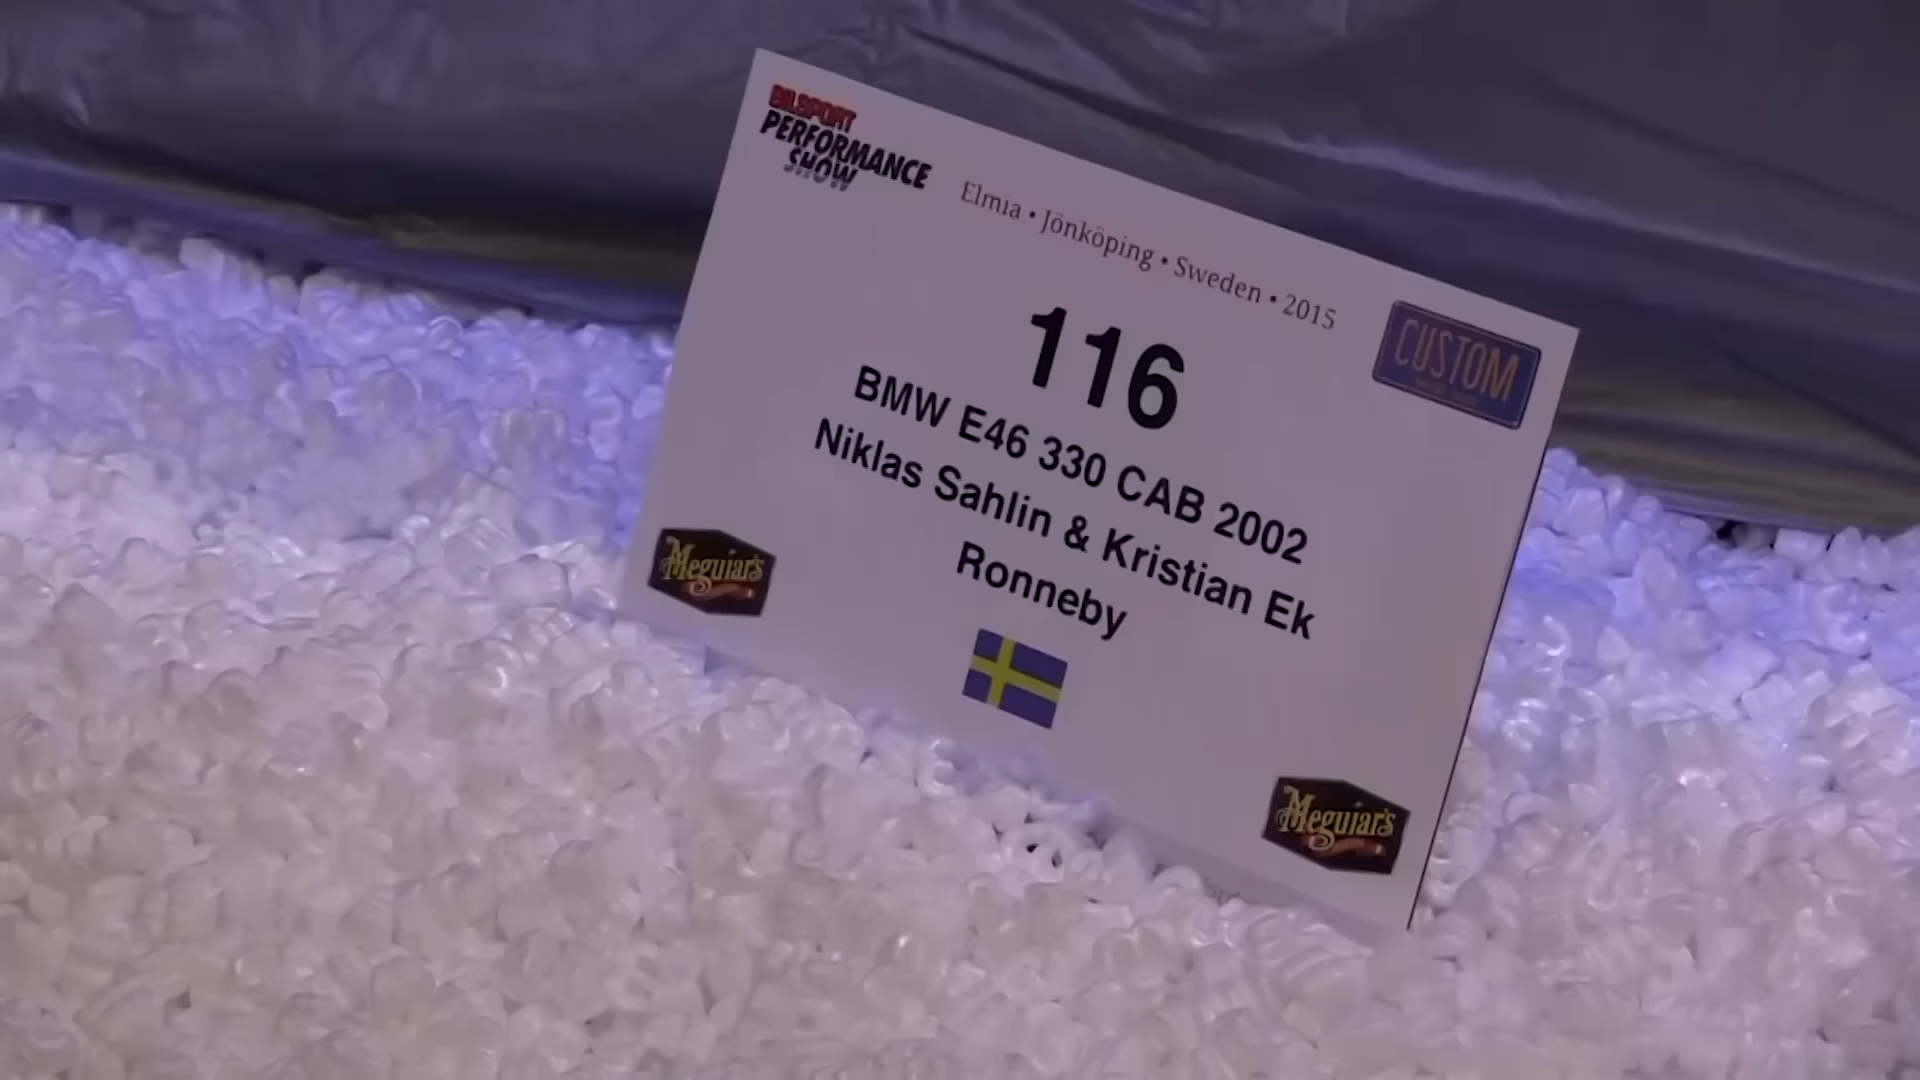 BILSPORT
PERFORMANCE
SHOW
Elmia • Jönköping • Sweden • 2015
CUSTOM
116
BMW E46 330 CAB 2002
Niklas Sahlin & Kristian Ek
Ronneby
Meguiar's
Meguiar's